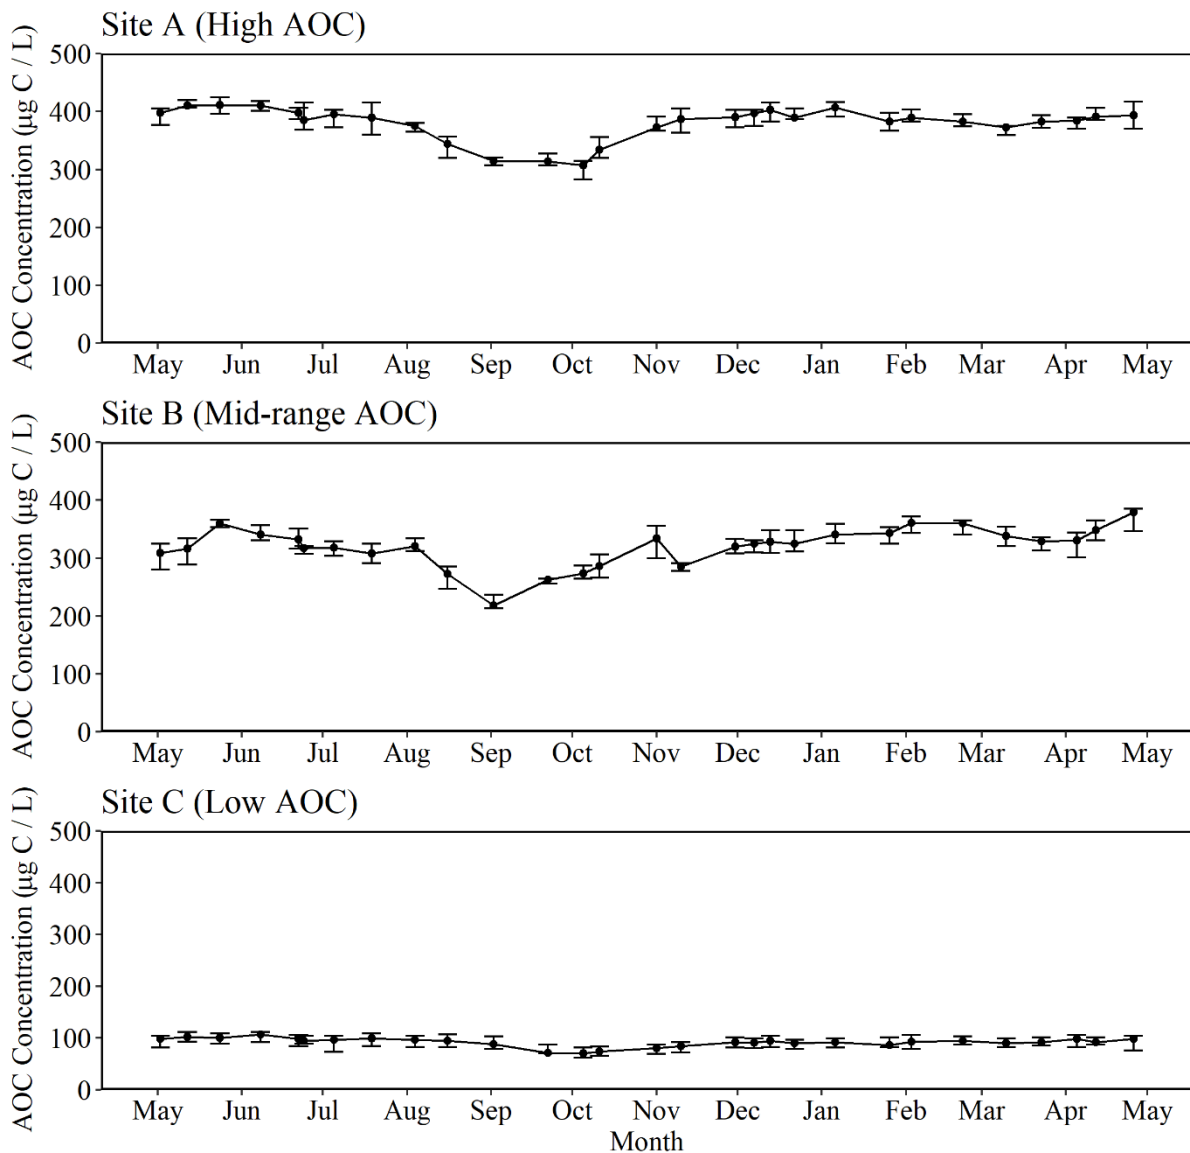 Site A (High AOC)
AOC Concentration (µg C / L)
500
400
300
200
100
0
May Jun Jul Aug Sep Oct Nov Dec Jan Feb Mar Apr May
Site B (Mid-range AOC)
AOC Concentration (µg C / L)
500
400
300
200
100
0
May Jun Jul Aug Sep Oct Nov Dec Jan Feb Mar Apr May
Site C (Low AOC)
AOC Concentration (µg C / L)
500
400
300
200
100
0
May Jun Jul Aug Sep Oct Nov Dec Jan Feb Mar Apr May
Month